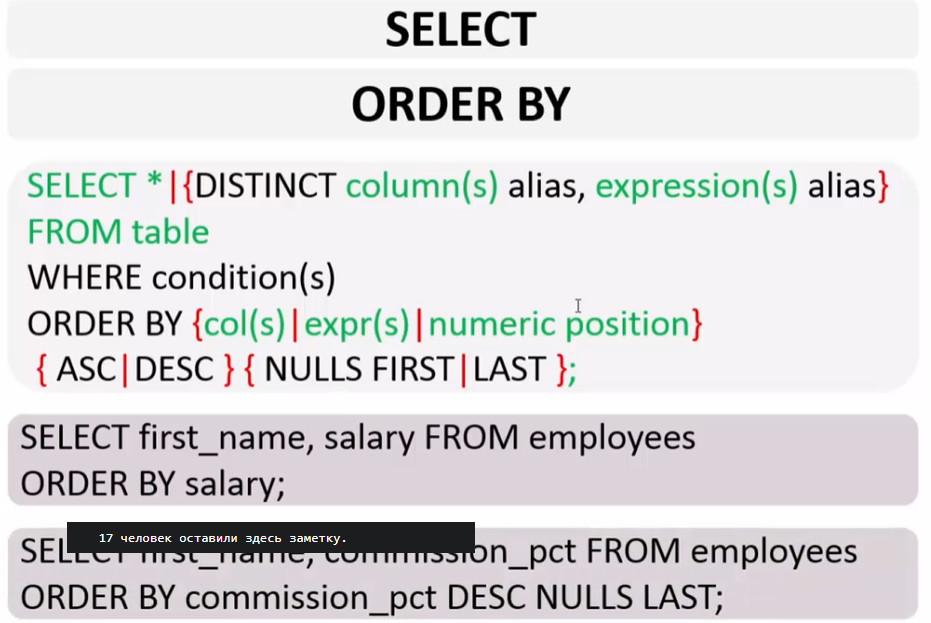 SELECT
ORDER BY
SELECT *|{DISTINCT column(s) alias, expression(s) alias}
FROM table
WHERE condition(s)
ORDER BY {col(s)|expr(s)|numeric position}
{ ASC|DESC } { NULLS FIRST|LAST };
SELECT first_name, salary FROM employees
ORDER BY salary;
17 человек оставили здесь заметку.
SELECT first_name, commission_pct FROM employees
ORDER BY commission_pct DESC NULLS LAST;